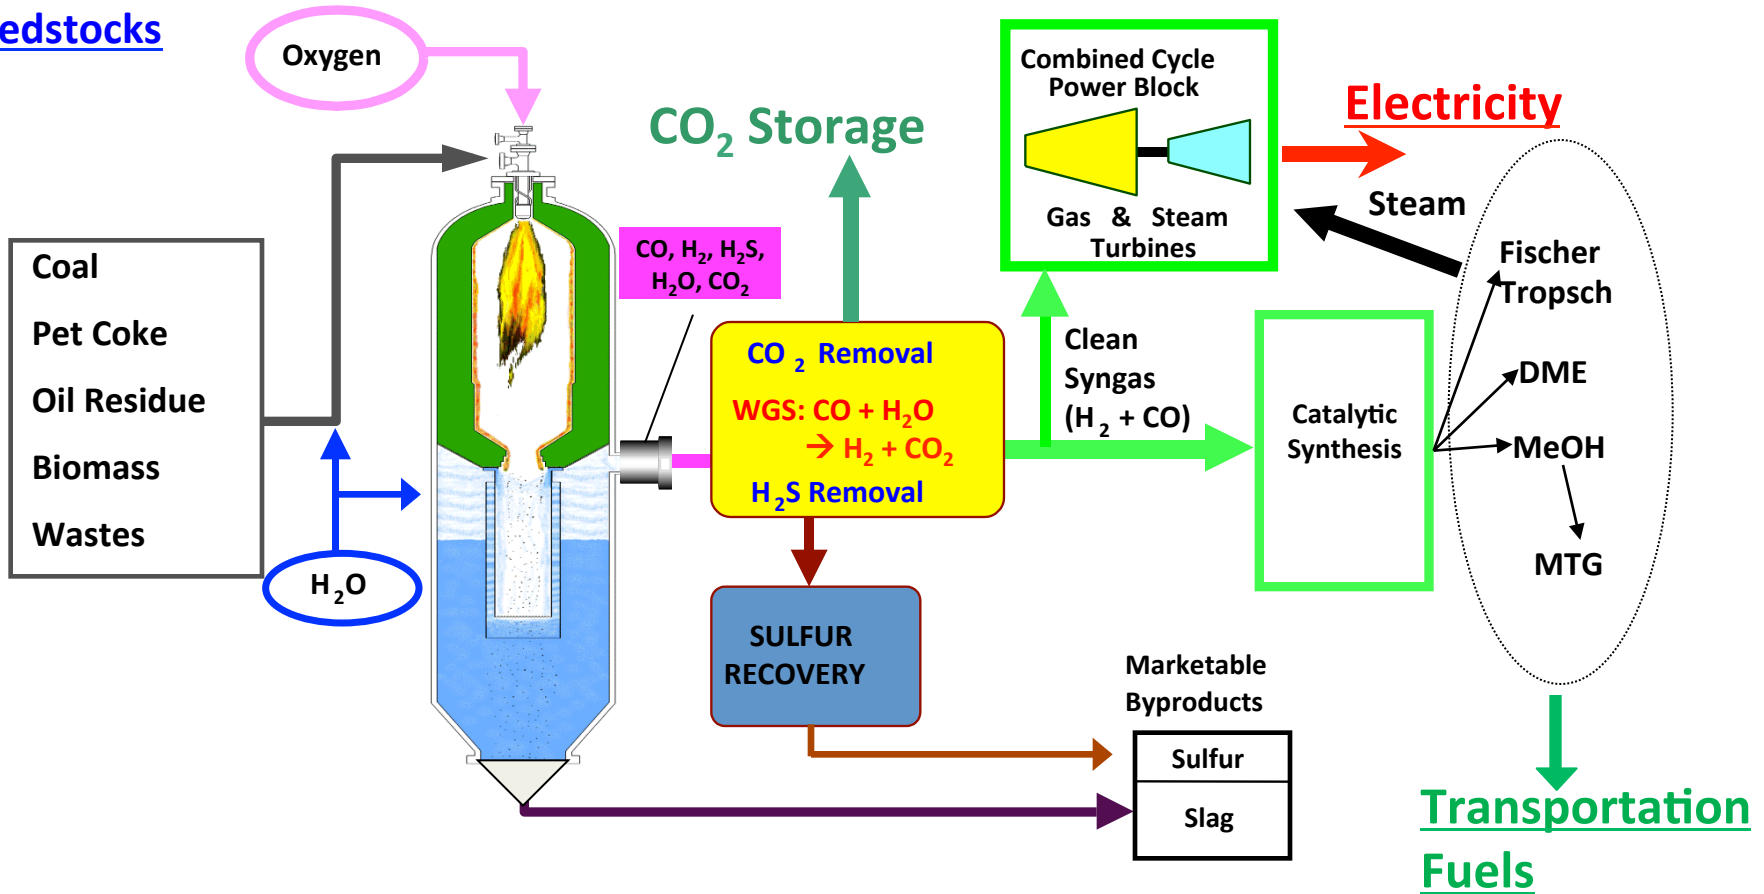 edstocks
Oxygen
Coal
Pet Coke
Oil Residue
Biomass
Wastes
H₂O
CO₂ Storage
CO, H₂, H₂S,
H₂O, CO₂
CO ₂ Removal
WGS: CO + H₂O
→ H₂ + CO₂
H₂S Removal
SULFUR
RECOVERY
Combined Cycle
Power Block
Gas & Steam
Turbines
Electricity
Steam
Clean
Syngas
(H ₂ + CO)
Catalytic
Synthesis
Fischer
Tropsch
DME
MeOH
MTG
Marketable
Byproducts
Sulfur
Slag
Transportation
Fuels